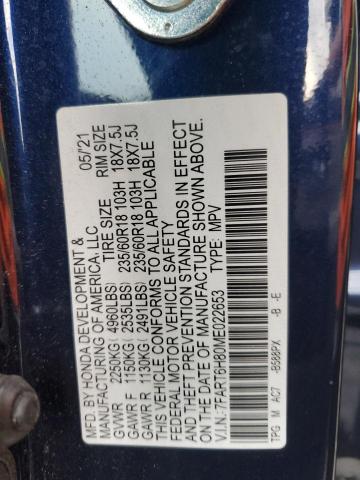 MFD. BY HONDA DEVELOPMENT & 05/'21
MANUFACTURING OF AMERICA, LLC
TIRE SIZE RIM SIZE
GVWR 2250KG( 4960LBS)
GAWR F 1150KG( 2535LBS) 235/60R18 103H 18X7.5J
GAWR R 1130KG( 2491LBS) 235/60R18 103H 18X7.5J
THIS VEHICLE CONFORMS TO ALL APPLICABLE
FEDERAL MOTOR VEHICLE SAFETY
AND THEFT PREVENTION STANDARDS IN EFFECT
ON THE DATE OF MANUFACTURE SHOWN ABOVE.
V.I.N.:7FART6H80ME022653 TYPE: MPV
TPG M AC7 -B588PX -B -E